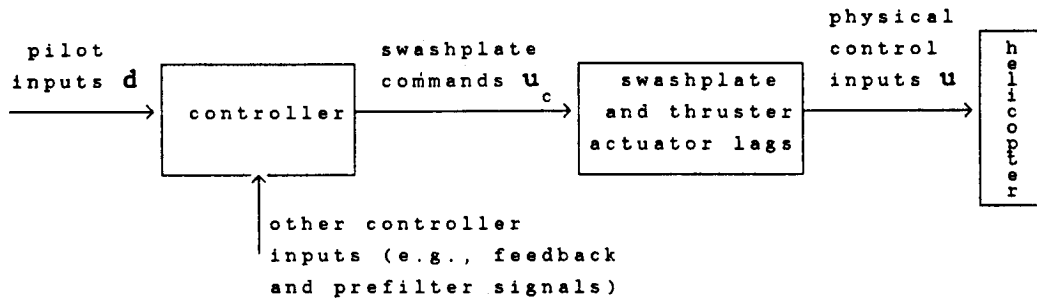 pilot
inputs d
controller
swashplate
commands u_c
swashplate
and thruster
actuator lags
physical
control
inputs u
helicopter
other controller
inputs (e.g., feedback
and prefilter signals)